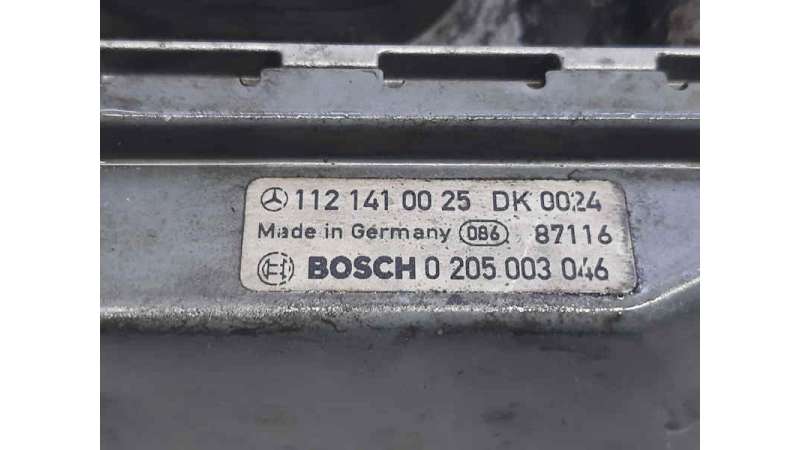 112 141 00 25 DK 0024
Made in Germany 086 87116
BOSCH 0 205 003 046